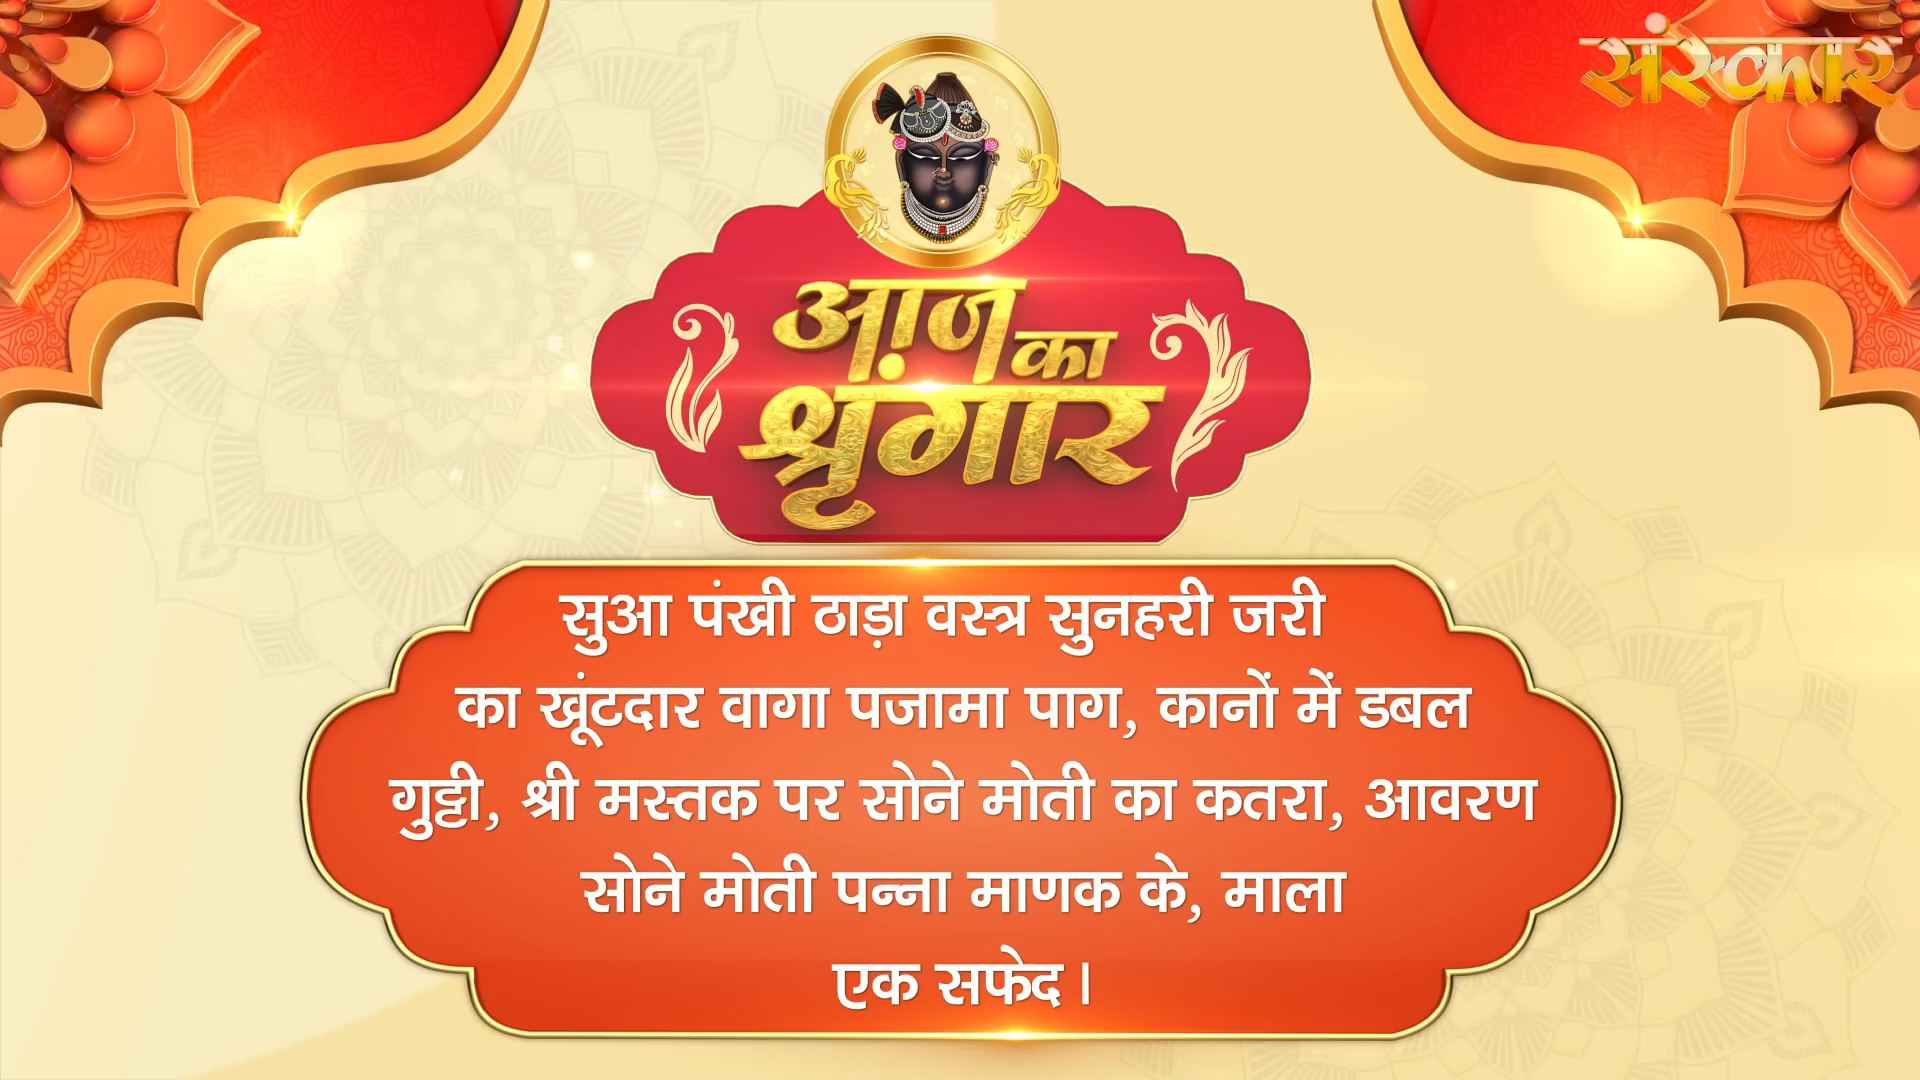 संस्कार
आज का
श्रृंगार
सुआ पंखी ठाड़ा वस्त्र सुनहरी जरी
का खूंटदार वागा पजामा पाग, कानों में डबल
गुट्टी, श्री मस्तक पर सोने मोती का कतरा, आवरण
सोने मोती पन्ना माणक के, माला
एक सफेद।